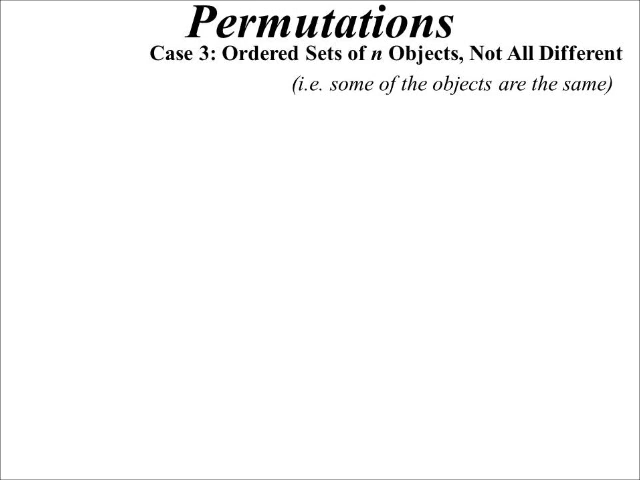 Permutations
Case 3: Ordered Sets of n Objects, Not All Different
(i.e. some of the objects are the same)